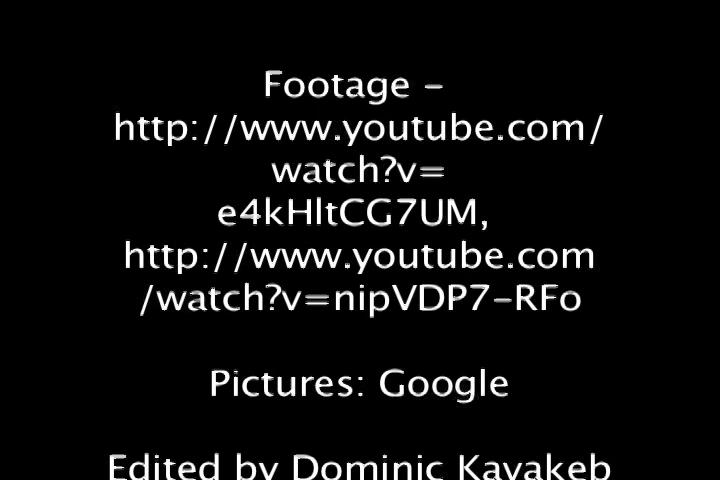 Footage -
http://www.youtube.com/
watch?v=
e4kHltCG7UM,
http://www.youtube.com
/watch?v=nipVDP7-RFo
Pictures: Google
Edited by Dominic Kavakeb